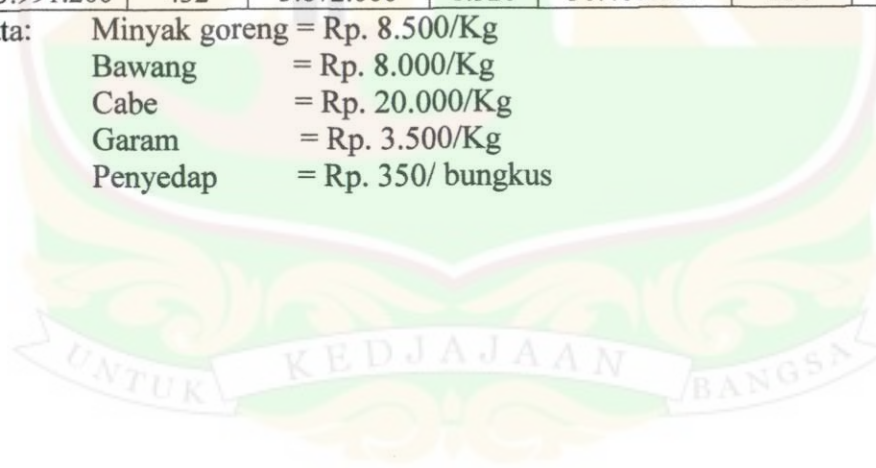 ta: Minyak goreng = Rp. 8.500/Kg
Bawang = Rp. 8.000/Kg
Cabe = Rp. 20.000/Kg
Garam = Rp. 3.500/Kg
Penyedap = Rp. 350/ bungkus
UNTUK KEDJAJAAN BANGSA